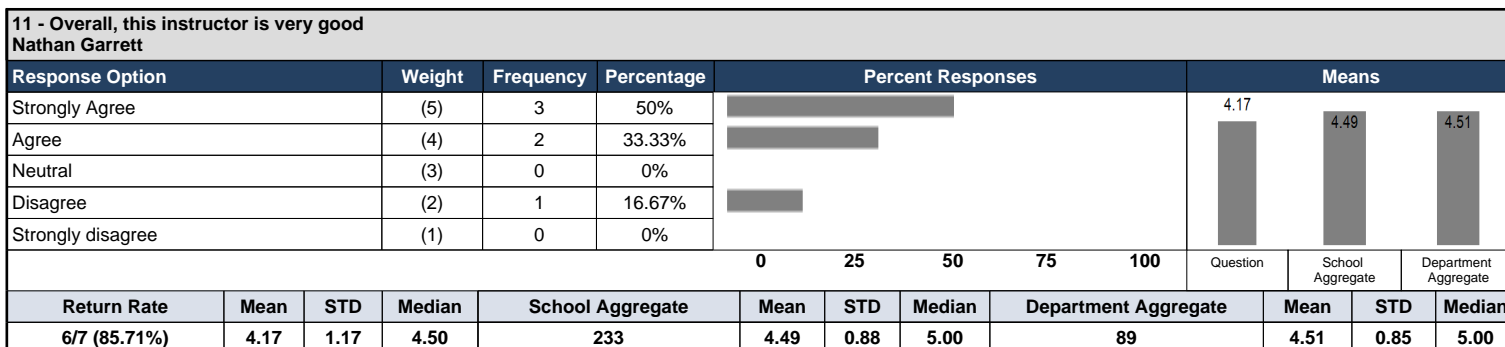 11 - Overall, this instructor is very good
Nathan Garrett
Response Option Weight Frequency Percentage Percent Responses Means
Strongly Agree (5) 3 50%
Agree (4) 2 33.33%
Neutral (3) 0 0%
Disagree (2) 1 16.67%
Strongly disagree (1) 0 0%
4.17 4.49 4.51
0 25 50 75 100 Question School Aggregate Department Aggregate
Return Rate Mean STD Median School Aggregate Mean STD Median Department Aggregate Mean STD Median
6/7 (85.71%) 4.17 1.17 4.50 233 4.49 0.88 5.00 89 4.51 0.85 5.00